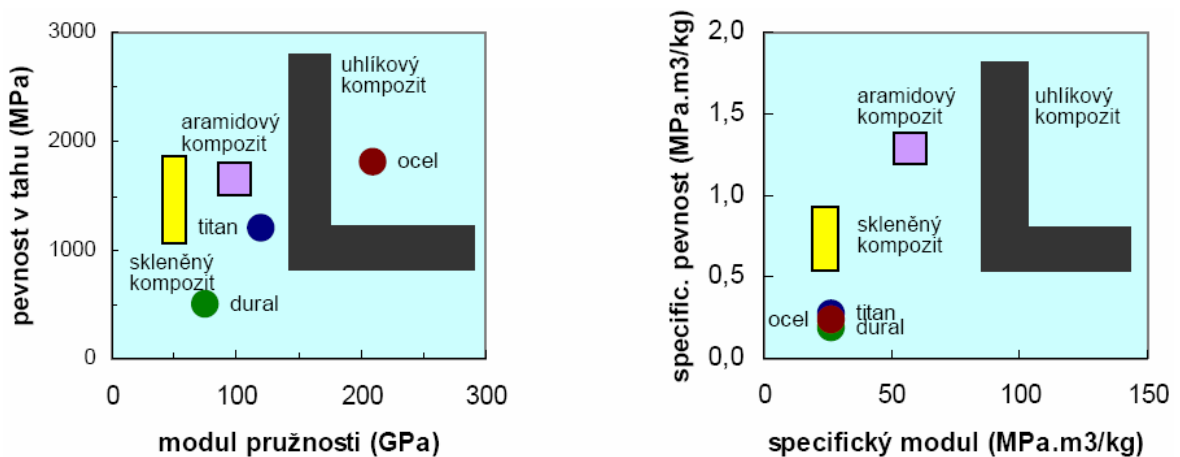 3000
2000
1000
0
pevnost v tahu (MPa)
uhlíkový
kompozit
aramidový
kompozit
ocel
titan
skleněný
kompozit
dural
0
100
200
300
modul pružnosti (GPa)
2,0
1,5
1,0
0,5
0,0
specific. pevnost (MPa.m3/kg)
aramidový
kompozit
uhlíkový
kompozit
skleněný
kompozit
ocel
titan
dural
0
50
100
150
specifický modul (MPa.m3/kg)